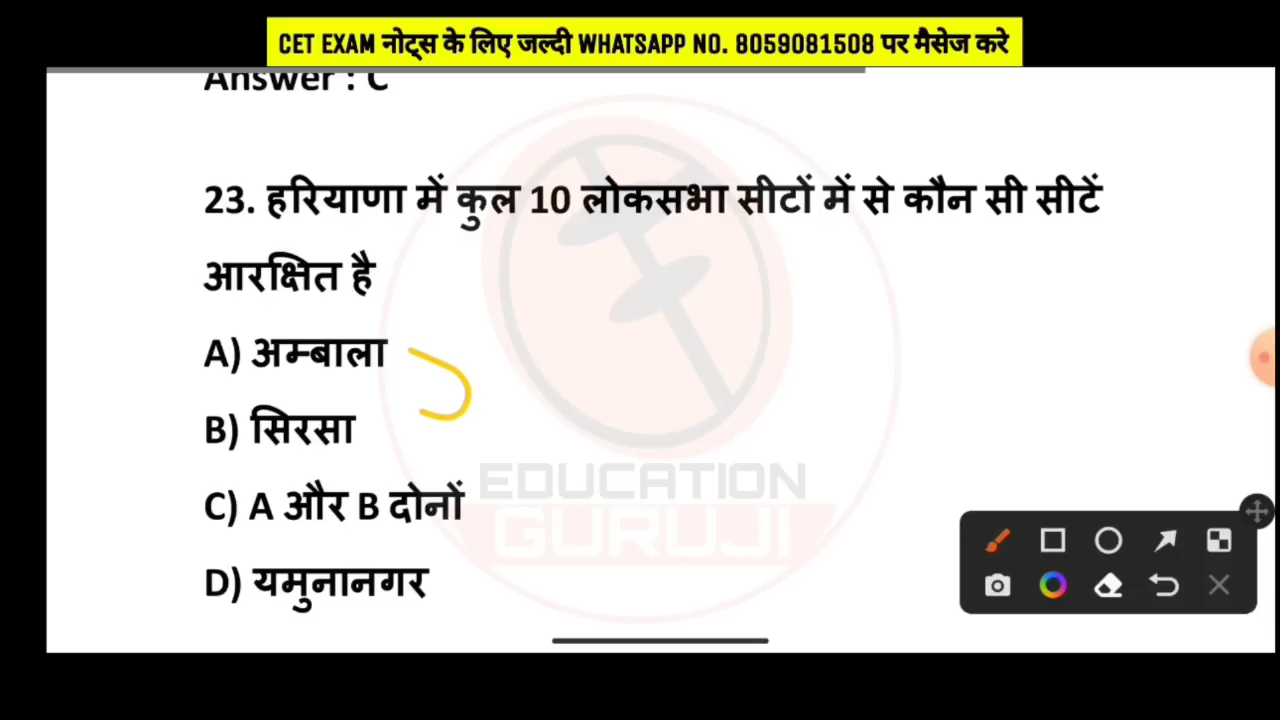 CET EXAM नोट्स के लिए जल्दी WHATSAPP NO. 8059081508 पर मैसेज करे
Answer : C
23. हरियाणा में कुल 10 लोकसभा सीटों में से कौन सी सीटें
आरक्षित है
A) अम्बाला
B) सिरसा
C) A और B दोनों
D) यमुनानगर
EDUCATION
GURUJI